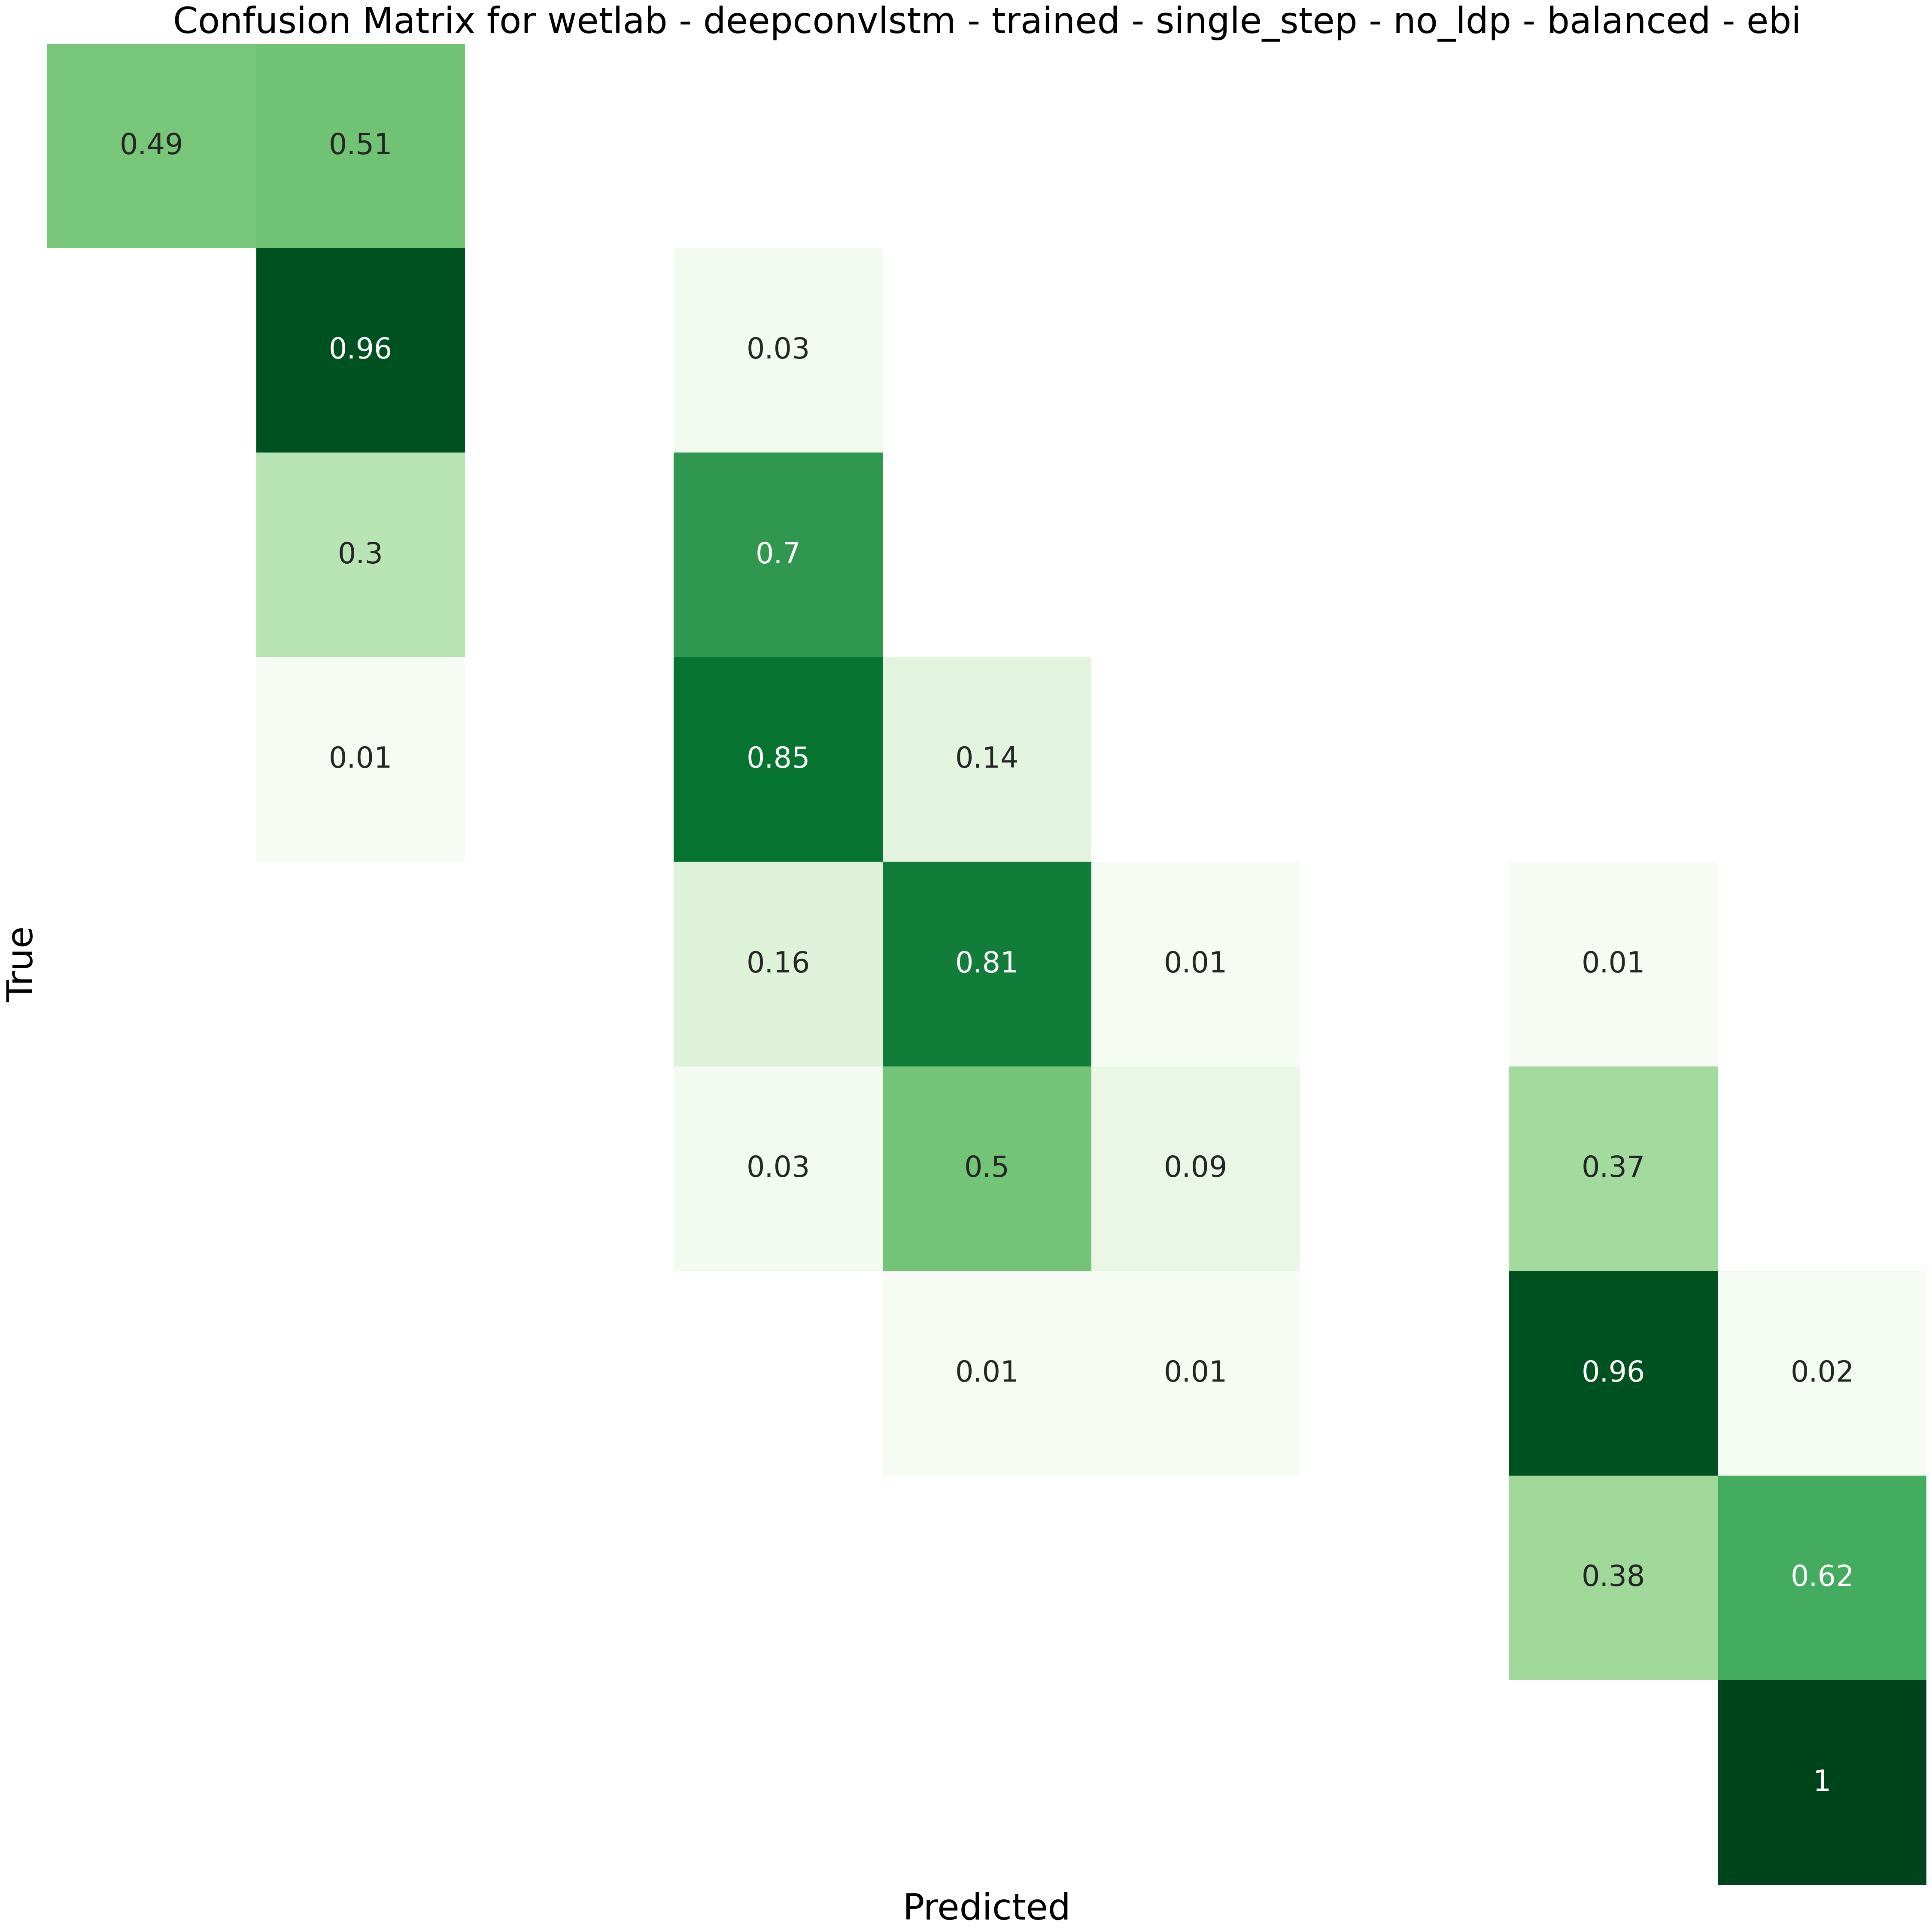 Confusion Matrix for wetlab - deepconvlstm - trained - single_step - no_ldp - balanced - ebi
0.49 0.51
0.96 0.03
0.3 0.7
0.01 0.85 0.14
True
0.16 0.81 0.01 0.01
0.03 0.5 0.09 0.37
0.01 0.01 0.96 0.02
0.38 0.62
1
Predicted